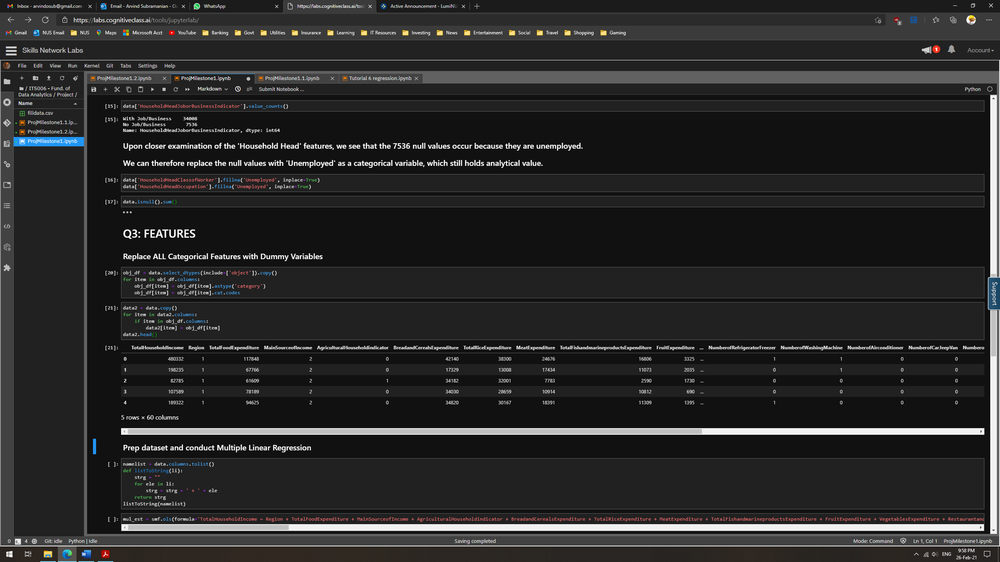 Inbox - arvindosub@gmail.com -
Email - Arvind Subramanian - Ou
WhatsApp
https://labs.cognitiveclass.ai/tool
Active Announcement - LumiNU
https://labs.cognitiveclass.ai/tools/jupyterlab/
3
Gmail NUS Email NUS Maps Microsoft Acct YouTube Banking Govt Utilities Insurance Learning IT Resources Investing News Entertainment Social Travel Shopping Gaming
Skills Network Labs
1
Account
File Edit View Run Kernel Git Tabs Settings Help
ProjMilestone1.2.ipynb ProjMilestone1.ipynb ProjMilestone1.1.ipynb Tutorial 6 regression.ipynb
Markdown git Submit Notebook ... Python
/ IT5006 - Fund. of
Data Analytics / Project /
Name
filidata.csv
ProjMilestone1.1.ip...
ProjMilestone1.2.ip...
ProjMilestone1.ipynb
[15]: data['HouseholdHeadJoborBusinessIndicator'].value_counts()
[15]: With Job/Business 34008
No Job/Business 7536
Name: HouseholdHeadJoborBusinessIndicator, dtype: int64
Upon closer examination of the 'Household Head' features, we see that the 7536 null values occur because they are unemployed.
We can therefore replace the null values with 'Unemployed' as a categorical variable, which still holds analytical value.
[16]: data['HouseholdHeadClassofWorker'].fillna('Unemployed', inplace=True)
data['HouseholdHeadOccupation'].fillna('Unemployed', inplace=True)
[17]: data.isnull().sum()
Q3: FEATURES
Replace ALL Categorical Features with Dummy Variables
[20]: obj_df = data.select_dtypes(include=['object']).copy()
for item in obj_df.columns:
obj_df[item] = obj_df[item].astype('category')
obj_df[item] = obj_df[item].cat.codes
[21]: data2 = data.copy()
for item in data2.columns:
if item in obj_df.columns:
data2[item] = obj_df[item]
data2.head()
[21]: TotalHouseholdIncome Region TotalFoodExpenditure MainSourceofIncome AgriculturalHouseholdindicator BreadandCerealsExpenditure TotalRiceExpenditure MeatExpenditure TotalFishandmarineproductsExpenditure FruitExpenditure ... NumberofRefrigeratorFreezer NumberofWashingMachine NumberofAirconditioner NumberofCarJeepVan Numbero
0 480332 1 117848 2 0 42140 38300 24676 16806 3325 ... 1 1 0 0
1 198235 1 67766 2 0 17329 13008 17434 11073 2035 ... 0 1 0 0
2 82785 1 61609 2 1 34182 32001 7783 2590 1730 ... 0 0 0 0
3 107589 1 78189 2 0 34030 28659 10914 10812 690 ... 0 0 0 0
4 189322 1 94625 2 0 34820 30167 18391 11309 1395 ... 1 0 0 0
5 rows × 60 columns
Prep dataset and conduct Multiple Linear Regression
[ ]: namelist = data.columns.tolist()
def listToString(li):
strg = ""
for ele in li:
strg = strg + ' + ' + ele
return strg
listToString(namelist)
[ ]: mul_est = smf.ols(formula='TotalHouseholdIncome ~ Region + TotalFoodExpenditure + MainSourceofIncome + AgriculturalHouseholdindicator + BreadandCerealsExpenditure + TotalRiceExpenditure + MeatExpenditure + TotalFishandmarineproductsExpenditure + FruitExpenditure + VegetablesExpenditure + Restaurantand
Support
0 4 Git: idle Python | Idle Saving completed Mode: Command Ln 1, Col 1 ProjMilestone1.ipynb
ENG
9:58 PM
26-Feb-21